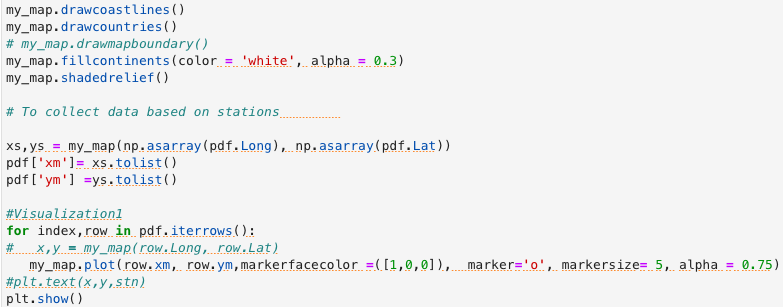 my_map.drawcoastlines()
my_map.drawcountries()
# my_map.drawmapboundary()
my_map.fillcontinents(color = 'white', alpha = 0.3)
my_map.shadedrelief()
# To collect data based on stations
xs,ys = my_map(np.asarray(pdf.Long), np.asarray(pdf.Lat))
pdf['xm']= xs.tolist()
pdf['ym'] =ys.tolist()
#Visualization1
for index,row in pdf.iterrows():
#   x,y = my_map(row.Long, row.Lat)
   my_map.plot(row.xm, row.ym,markerfacecolor =([1,0,0]),  marker='o', markersize= 5, alpha = 0.75)
#plt.text(x,y,stn)
plt.show()